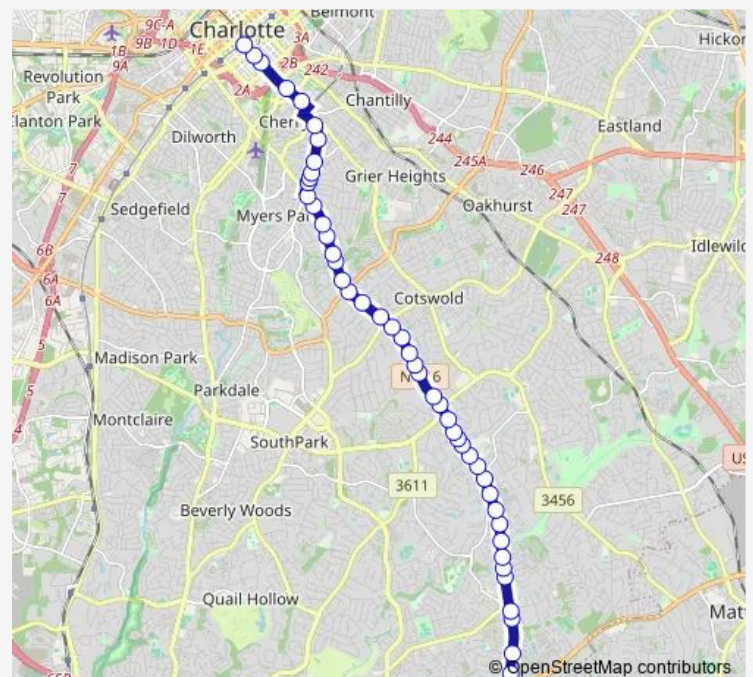 Belmont
Charlotte
9C-A
9B
1D
1B
1E
9A
3A
2B
242
2A
Hickor
Revolution
Park
Chantilly
Clanton Park
Cherr
Eastland
Dilworth
244
245A
246
Grier Heights
7
7
247
247
Oakhurst
Sedgefield
Myers Pa
Idlewild
248
6B
6A
6A
Cotswold
Madison Park
5
5
Parkdale
Montclaire
4
SouthPark
US
3611
3456
Beverly Woods
Quail Hollow
Mat
© OpenStreetMap contributors